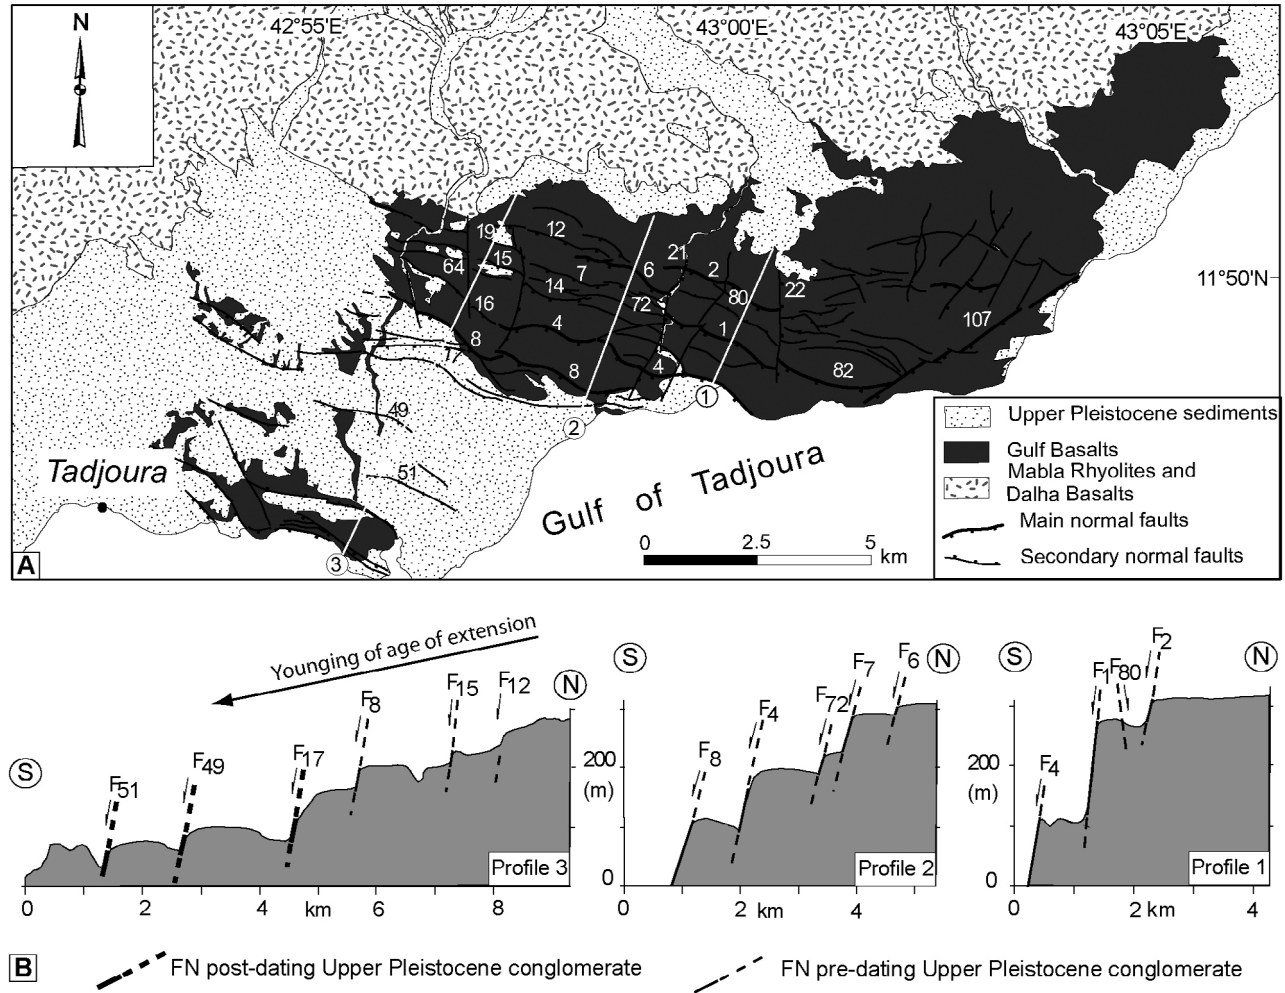 N
42°55'E
43°00'E
43°05'E
11°50'N
19
12
21
64
15
7
6
2
14
80
22
16
72
4
1
107
8
17
8
4
82
1
49
2
51
Tadjoura
Gulf of Tadjoura
3
0 2.5 5 km
Upper Pleistocene sediments
Gulf Basalts
Mabla Rhyolites and
Dalha Basalts
Main normal faults
Secondary normal faults
A
Younging of age of extension
S
F51
F49
F17
F8
F15
F12
N
200
(m)
0
Profile 3
0 2 4 km 6 8
S
F8
F4
F72
F7
F6
N
Profile 2
0 2 km 4
S
F4
F1
F80
F2
N
200
(m)
0
Profile 1
0 2 km 4
B
FN post-dating Upper Pleistocene conglomerate
FN pre-dating Upper Pleistocene conglomerate